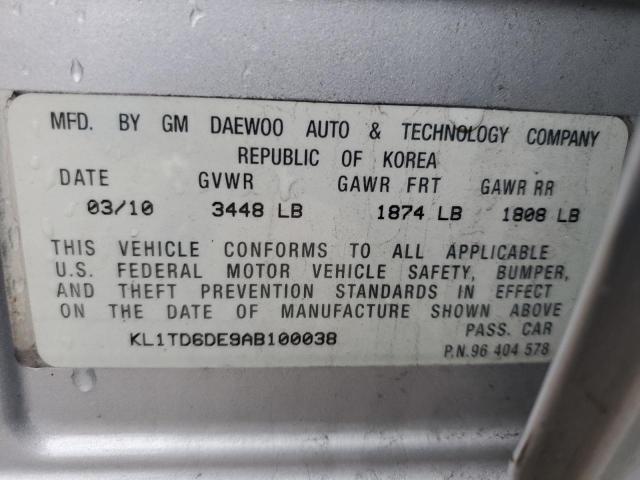 MFD. BY GM DAEWOO AUTO & TECHNOLOGY COMPANY
REPUBLIC OF KOREA
DATE GVWR GAWR FRT GAWR RR
03/10 3448 LB 1874 LB 1808 LB
THIS VEHICLE CONFORMS TO ALL APPLICABLE
U.S. FEDERAL MOTOR VEHICLE SAFETY, BUMPER,
AND THEFT PREVENTION STANDARDS IN EFFECT
ON THE DATE OF MANUFACTURE SHOWN ABOVE
PASS. CAR
KL1TD6DE9AB100038
P.N.96 404 578